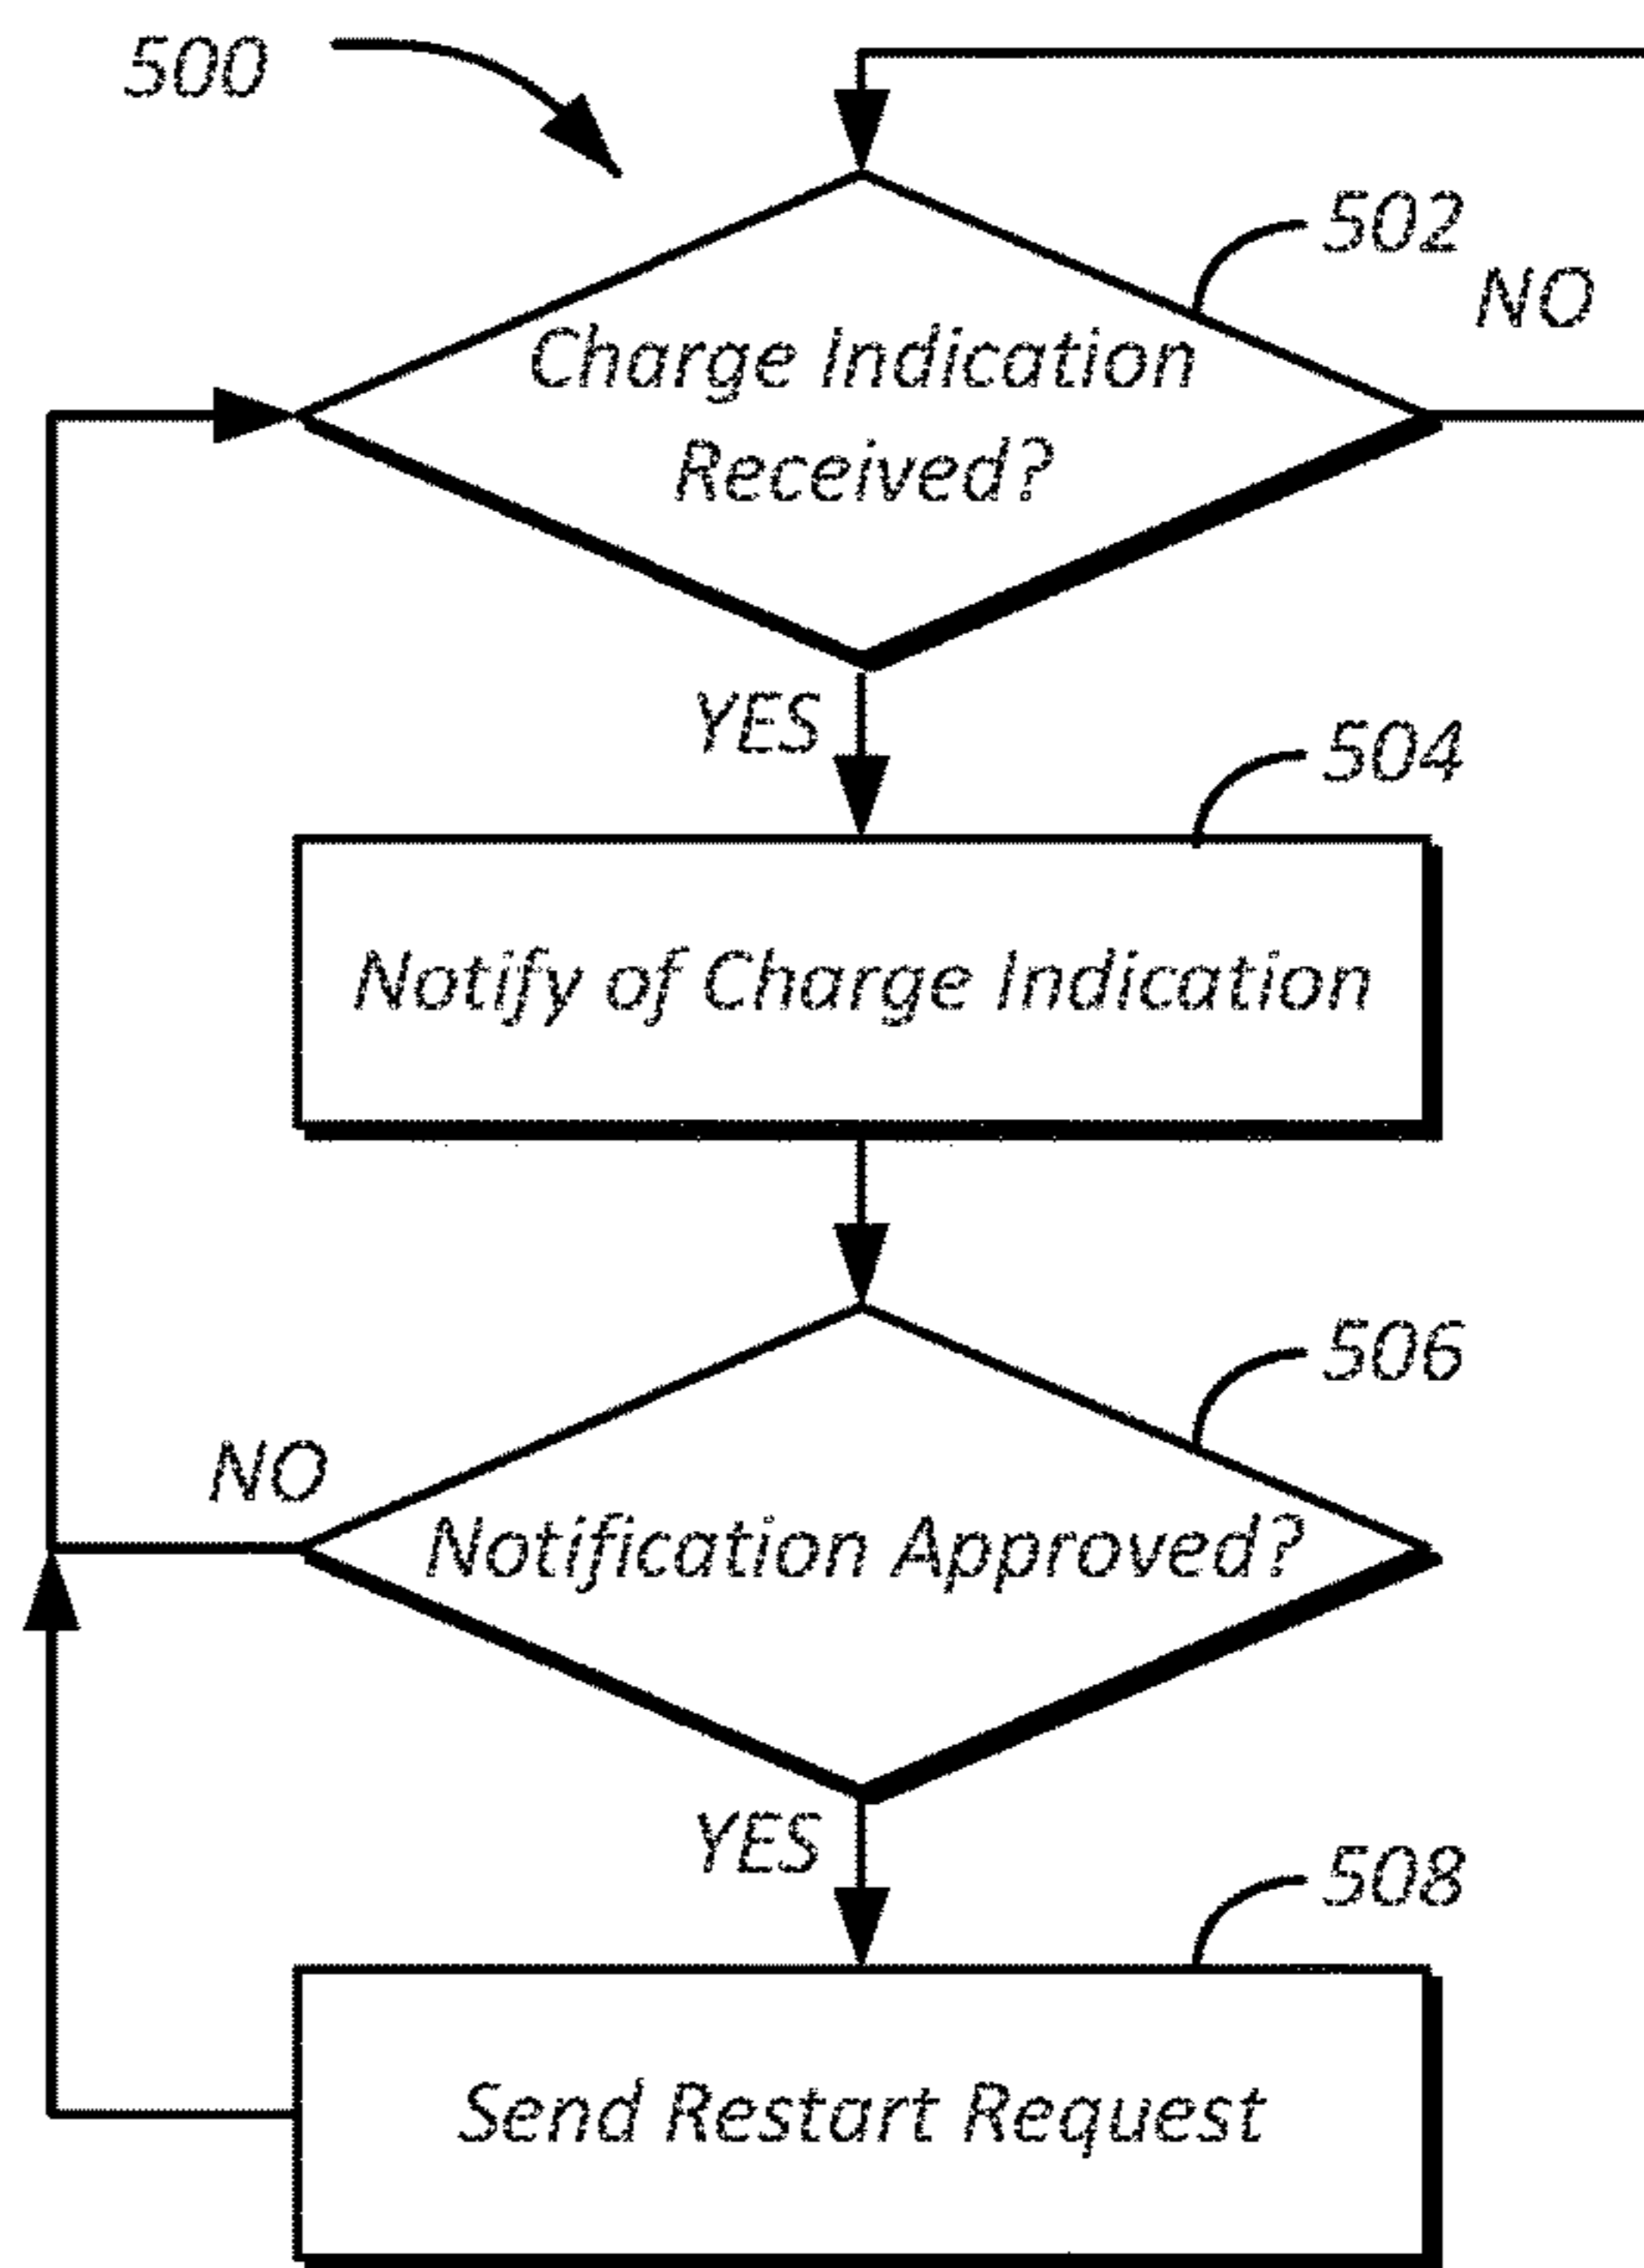 500
502
NO
Charge Indication
Received?
YES
504
Notify of Charge Indication
506
NO
Notification Approved?
YES
508
Send Restart Request